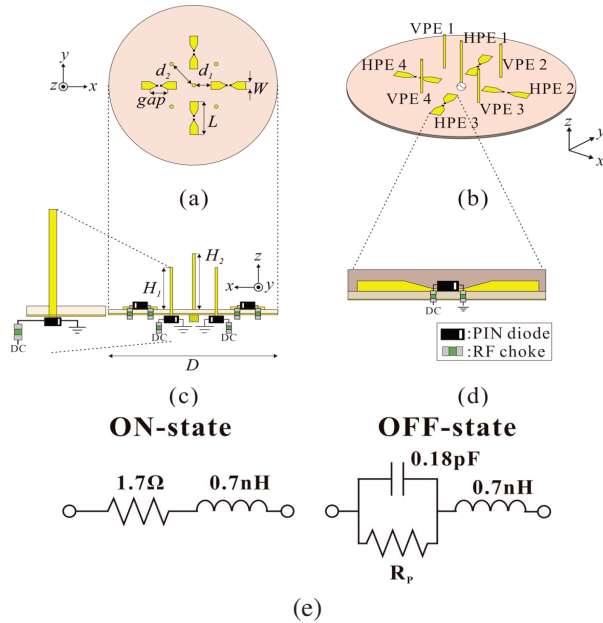 y
z
x
d₂
d₁
W
gap
L
(a)
VPE 1
HPE 1
HPE 4
VPE 2
HPE 2
VPE 4
VPE 3
HPE 3
z
y
x
(b)
H₁
H₂
z
x
y
DC
DC
DC
D
(c)
DC
:PIN diode
:RF choke
(d)
ON-state
OFF-state
0.18pF
1.7Ω
0.7nH
0.7nH
Rₚ
(e)